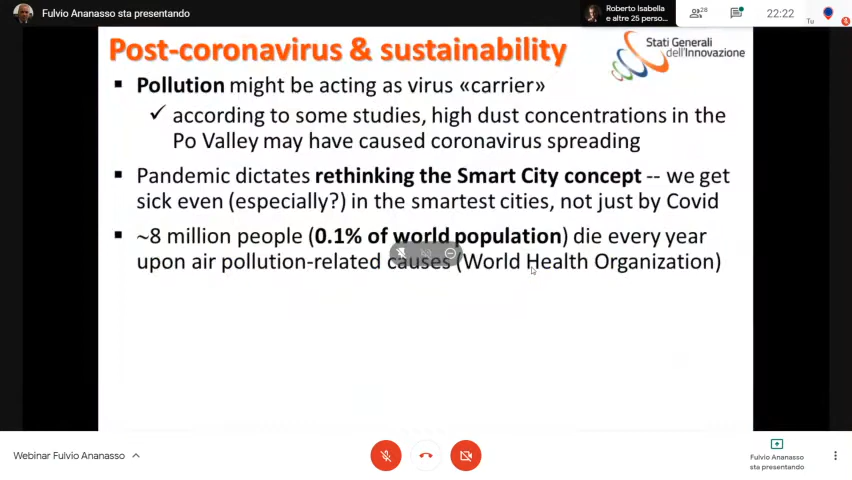 Fulvio Ananasso sta presentando
Roberto Isabella
e altre 25 perso...
28
22:22
Tu
Post-coronavirus & sustainability
Stati Generali
dell'Innovazione
▪ Pollution might be acting as virus «carrier»
✓ according to some studies, high dust concentrations in the
Po Valley may have caused coronavirus spreading
▪ Pandemic dictates rethinking the Smart City concept -- we get
sick even (especially?) in the smartest cities, not just by Covid
▪ ~8 million people (0.1% of world population) die every year
upon air pollution-related causes (World Health Organization)
Webinar Fulvio Ananasso
Fulvio Ananasso
sta presentando